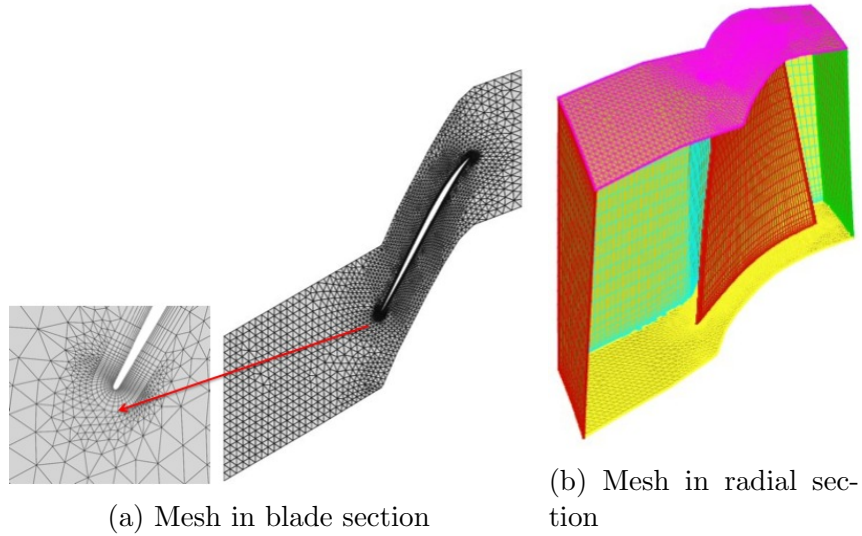 (a) Mesh in blade section
(b) Mesh in radial sec-
tion